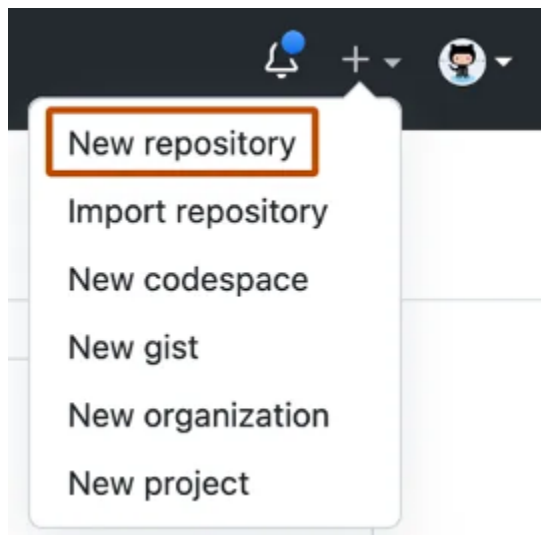 New repository
Import repository
New codespace
New gist
New organization
New project